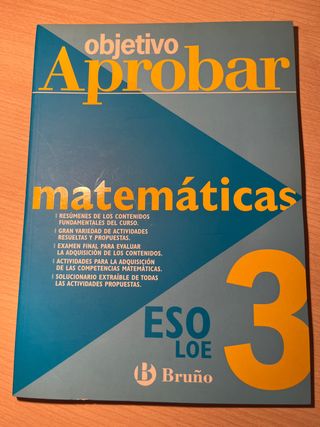 objetivo
Aprobar
matemáticas
| RESÚMENES DE LOS CONTENIDOS
FUNDAMENTALES DEL CURSO.
| GRAN VARIEDAD DE ACTIVIDADES
RESUELTAS Y PROPUESTAS.
| EXAMEN FINAL PARA EVALUAR
LA ADQUISICIÓN DE LOS CONTENIDOS.
| ACTIVIDADES PARA LA ADQUISICIÓN
DE LAS COMPETENCIAS MATEMÁTICAS.
| SOLUCIONARIO EXTRAÍBLE DE TODAS
LAS ACTIVIDADES PROPUESTAS.
ESO
LOE
3
B Bruño